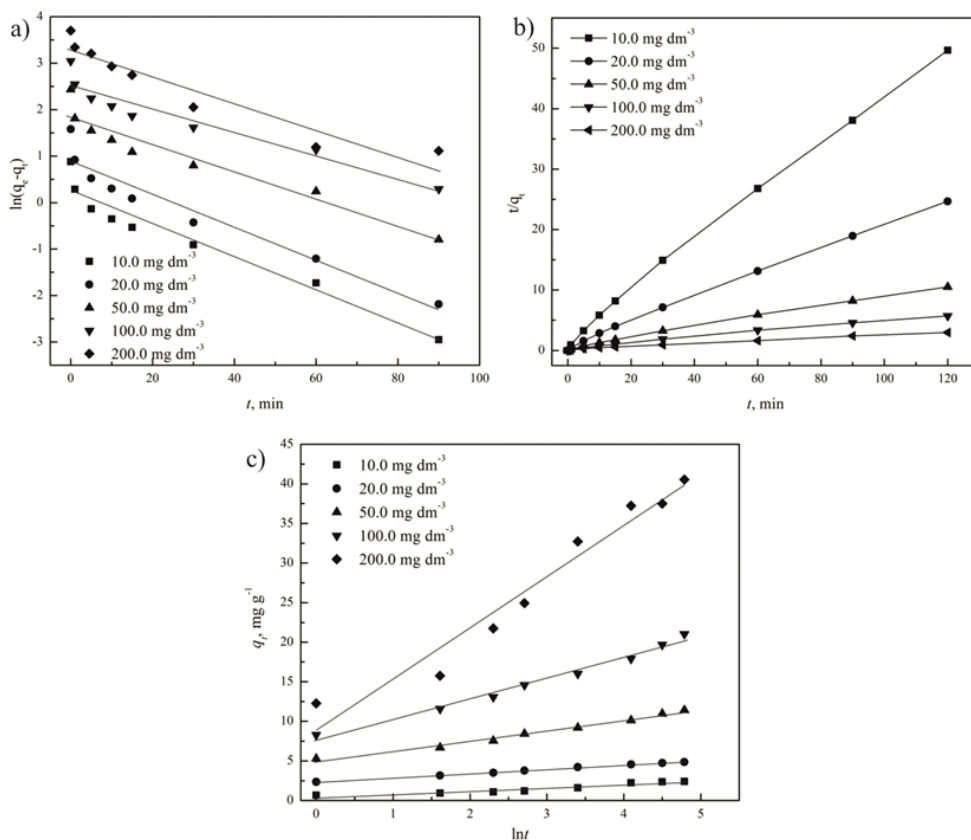 a)
ln(qe-qt)
4
3
2
1
0
-1
-2
-3
10.0 mg dm-3
20.0 mg dm-3
50.0 mg dm-3
100.0 mg dm-3
200.0 mg dm-3
0 20 40 60 80 100
t, min
b)
t/qt
50
40
30
20
10
0
10.0 mg dm-3
20.0 mg dm-3
50.0 mg dm-3
100.0 mg dm-3
200.0 mg dm-3
0 15 30 45 60 80 100 120
t, min
c)
qt, mg g-1
45
40
35
30
25
20
15
10
5
0
10.0 mg dm-3
20.0 mg dm-3
50.0 mg dm-3
100.0 mg dm-3
200.0 mg dm-3
0 1 2 3 4 5
lnt